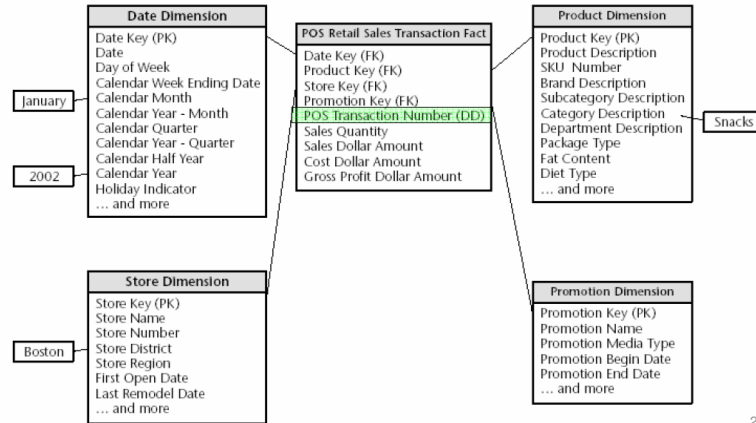 Date Dimension
Date Key (PK)
Date
Day of Week
Calendar Week Ending Date
Calendar Month
Calendar Year - Month
Calendar Quarter
Calendar Year - Quarter
Calendar Half Year
Calendar Year
Holiday Indicator
... and more
January
2002
POS Retail Sales Transaction Fact
Date Key (FK)
Product Key (FK)
Store Key (FK)
Promotion Key (FK)
POS Transaction Number (DD)
Sales Quantity
Sales Dollar Amount
Cost Dollar Amount
Gross Profit Dollar Amount
Product Dimension
Product Key (PK)
Product Description
SKU Number
Brand Description
Subcategory Description
Category Description
Department Description
Package Type
Fat Content
Diet Type
... and more
Snacks
Store Dimension
Store Key (PK)
Store Name
Store Number
Store District
Store Region
First Open Date
Last Remodel Date
... and more
Boston
Promotion Dimension
Promotion Key (PK)
Promotion Name
Promotion Media Type
Promotion Begin Date
Promotion End Date
... and more